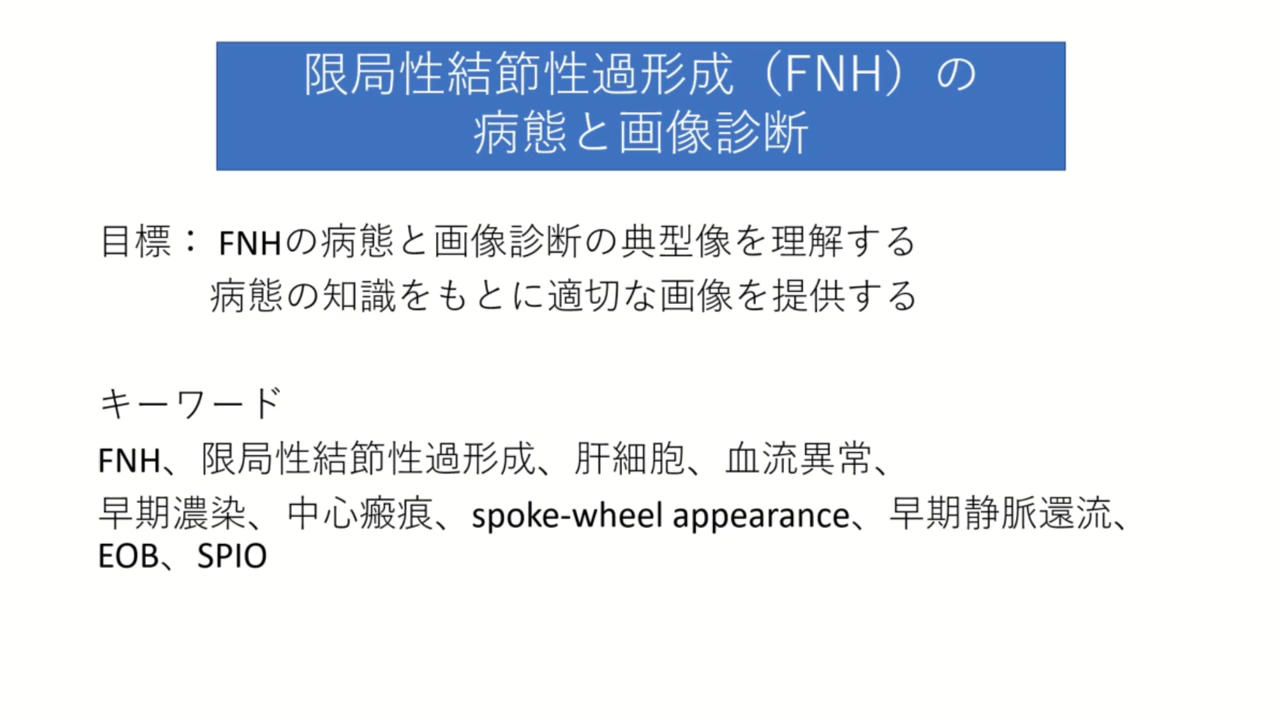 限局性結節性過形成（FNH）の
病態と画像診断
目標： FNHの病態と画像診断の典型像を理解する
病態の知識をもとに適切な画像を提供する
キーワード
FNH、限局性結節性過形成、肝細胞、血流異常、
早期濃染、中心瘢痕、spoke-wheel appearance、早期静脈還流、
EOB、SPIO